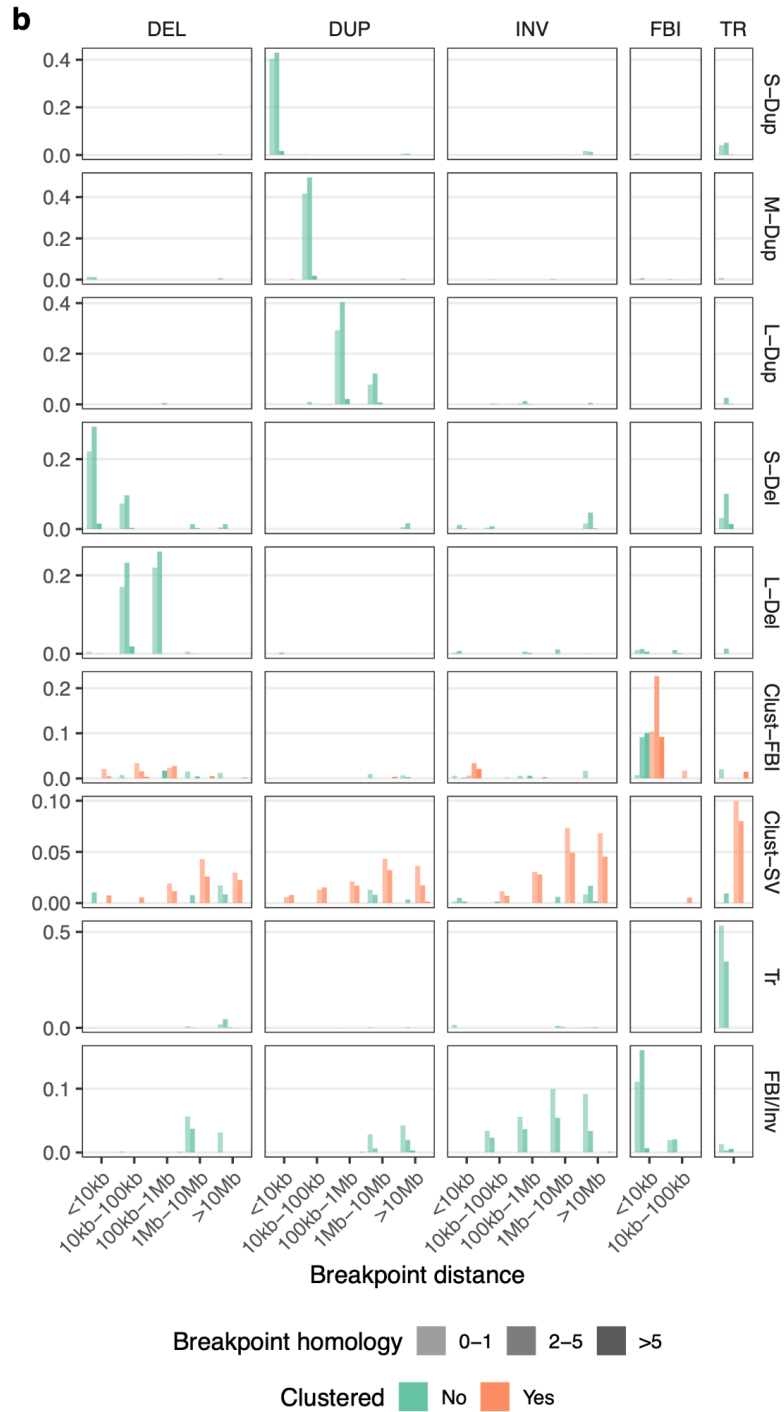 b
DEL DUP INV FBI TR
0.4
0.2
0.0
S−Dup
0.4
0.2
0.0
M−Dup
0.4
0.2
0.0
L−Dup
0.2
0.0
S−Del
0.2
0.0
L−Del
0.2
0.1
0.0
Clust−FBI
0.10
0.05
0.00
Clust−SV
0.5
0.0
Tr
0.1
0.0
FBI/Inv
<10kb 10kb−100kb 100kb−1Mb 1Mb−10Mb >10Mb <10kb 10kb−100kb 100kb−1Mb 1Mb−10Mb >10Mb <10kb 10kb−100kb 100kb−1Mb 1Mb−10Mb >10Mb <10kb 10kb−100kb
Breakpoint distance
Breakpoint homology 0−1 2−5 >5
Clustered No Yes